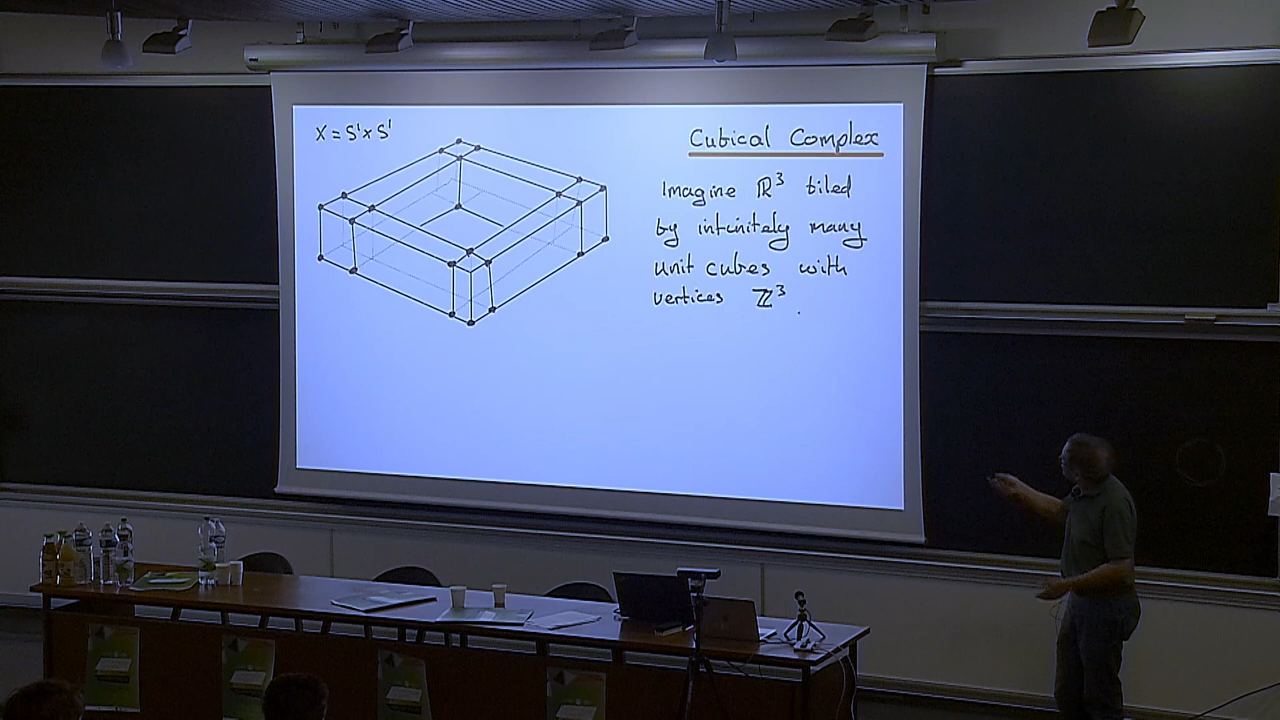 X = S¹ × S¹
Cubical Complex
Imagine ℝ³ tiled
by infinitely many
unit cubes with
vertices ℤ³.